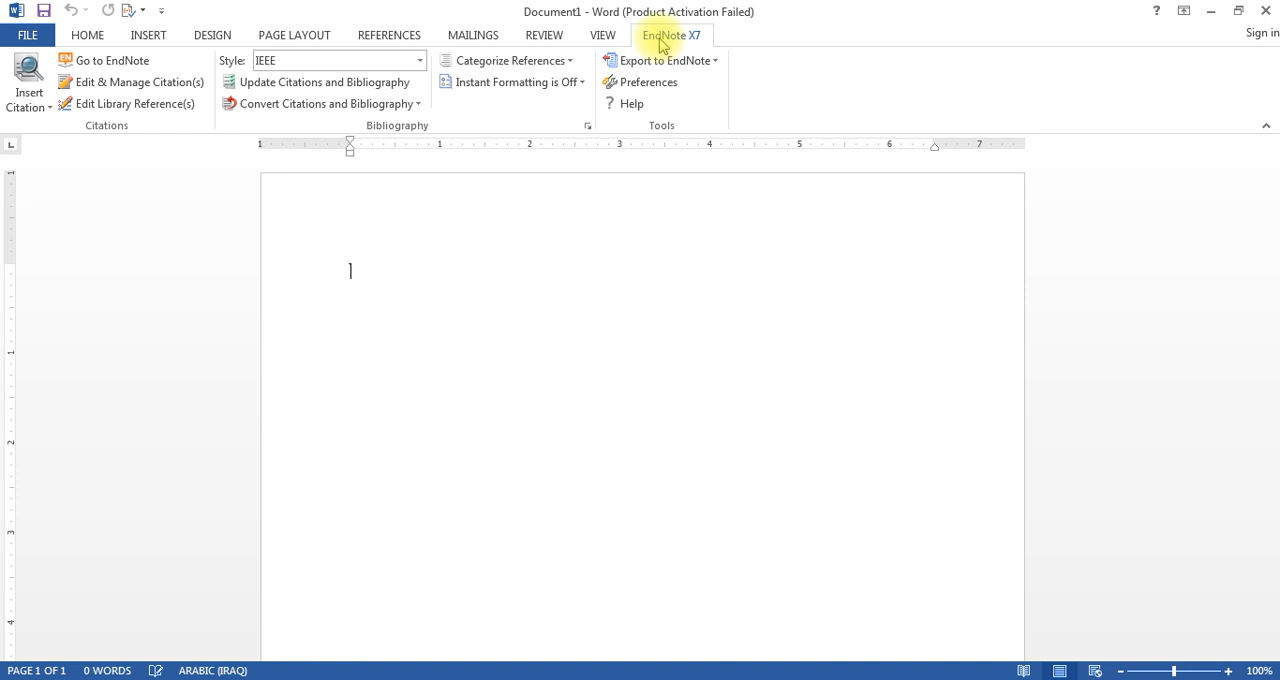 Document1 - Word (Product Activation Failed)
FILE HOME INSERT DESIGN PAGE LAYOUT REFERENCES MAILINGS REVIEW VIEW EndNote X7 Sign in
Insert Citation
Go to EndNote
Edit & Manage Citation(s)
Edit Library Reference(s)
Citations
Style: IEEE
Update Citations and Bibliography
Convert Citations and Bibliography
Categorize References
Instant Formatting is Off
Bibliography
Export to EndNote
Preferences
? Help
Tools
1 1 2 3 4 5 6 7
1
1
2
3
4
PAGE 1 OF 1 0 WORDS ARABIC (IRAQ) 100%